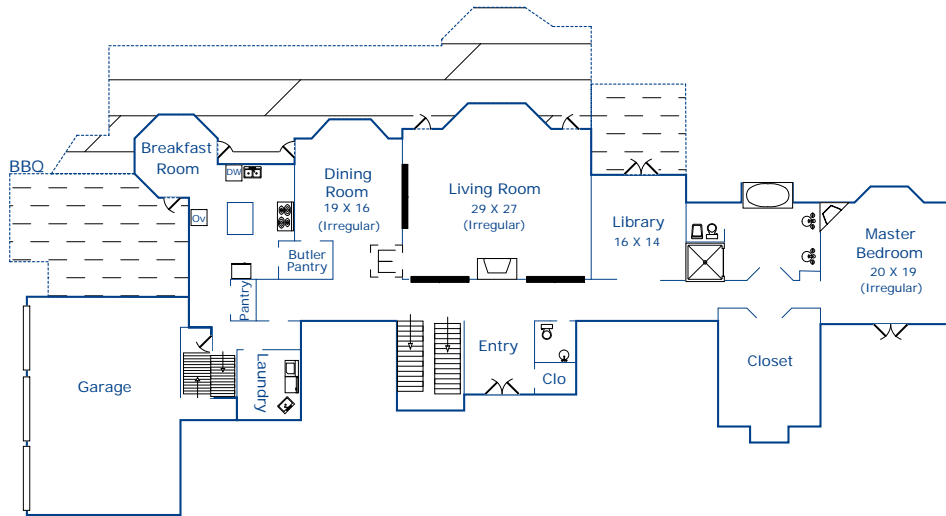 Breakfast
Room
BBQ
DW
Dining
Room
19 X 16
(Irregular)
Living Room
29 X 27
(Irregular)
Library
16 X 14
Master
Bedroom
20 X 19
(Irregular)
Ov
Butler
Pantry
Pantry
Entry
Clo
Closet
Laundry
Garage